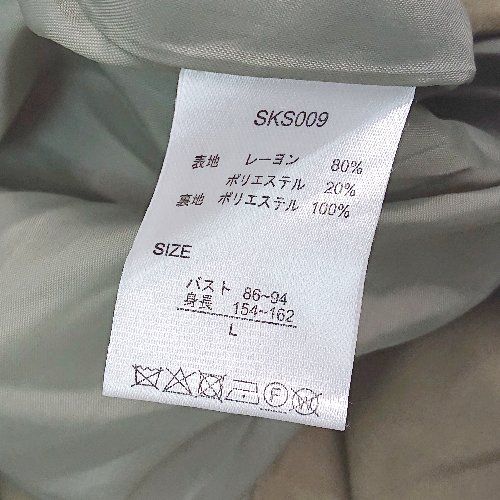 SKS009
表地 レーヨン 80%
ポリエステル 20%
裏地 ポリエステル 100%
SIZE
バスト 86~94
身長 154~162
L